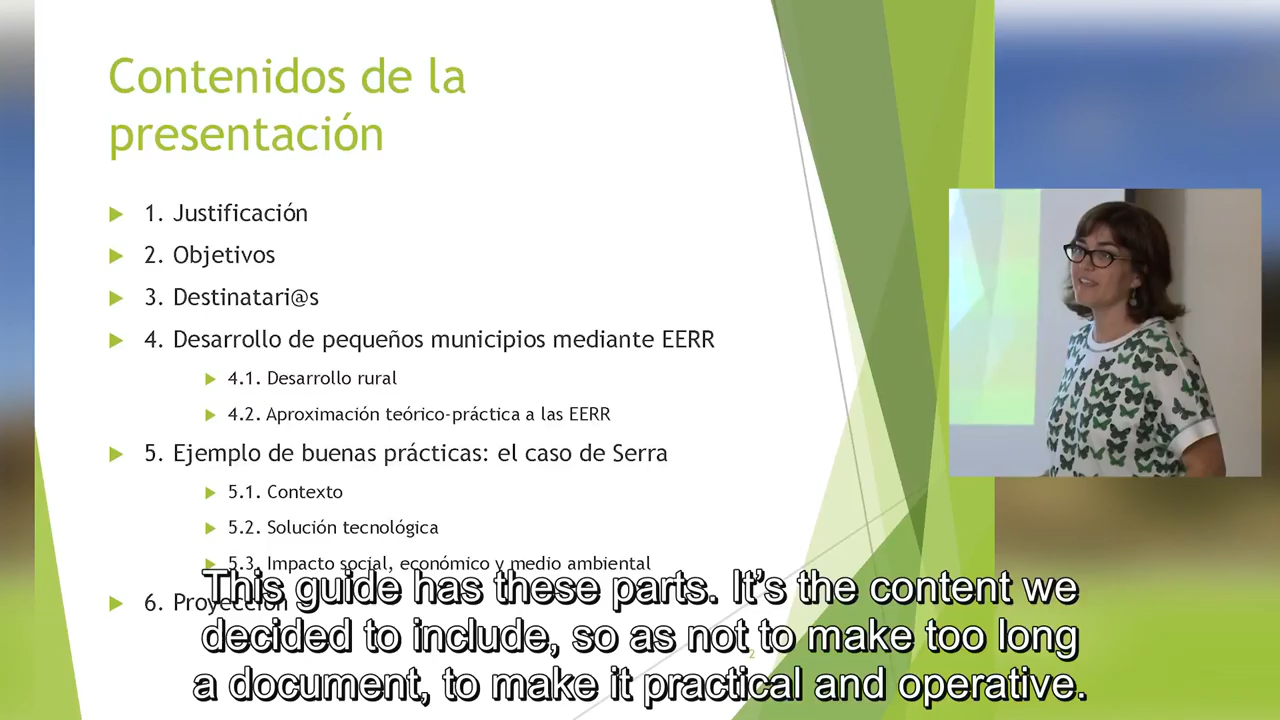 Contenidos de la
presentación
1. Justificación
2. Objetivos
3. Destinatari@s
4. Desarrollo de pequeños municipios mediante EERR
4.1. Desarrollo rural
4.2. Aproximación teórico-práctica a las EERR
5. Ejemplo de buenas prácticas: el caso de Serra
5.1. Contexto
5.2. Solución tecnológica
5.3. Impacto social, económico y medio ambiental
6. Proyección
This guide has these parts. It's the content we
decided to include, so as not to make too long
a document, to make it practical and operative.
2